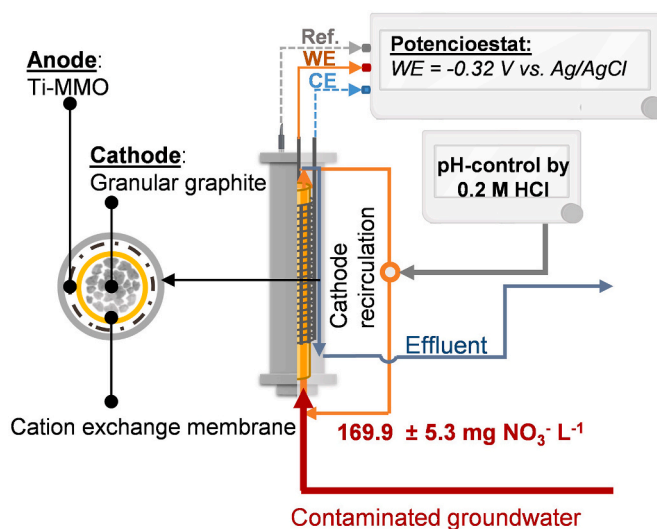 Anode:
Ti-MMO
Cathode:
Granular graphite
Cation exchange membrane
Ref.
WE
CE
Potencioestat:
WE = -0.32 V vs. Ag/AgCl
pH-control by
0.2 M HCl
Cathode
recirculation
Effluent
169.9 ± 5.3 mg NO₃⁻ L⁻¹
Contaminated groundwater